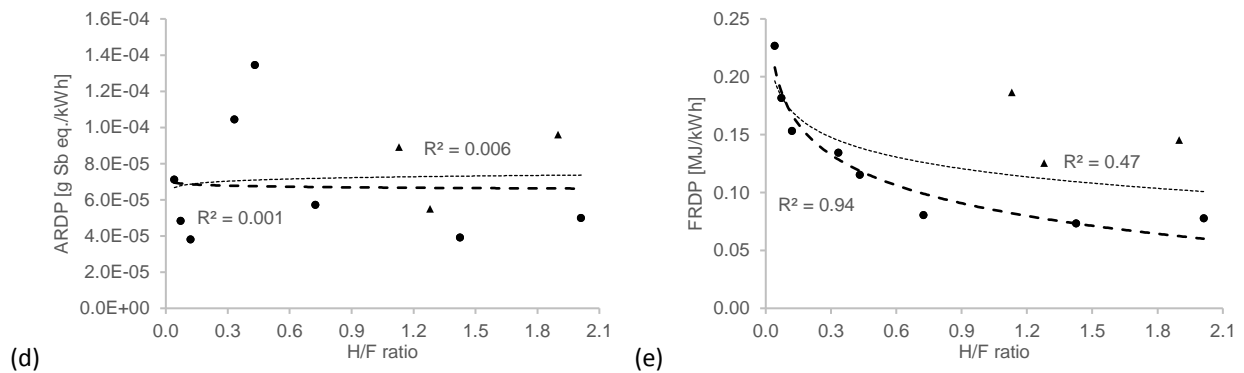 ARDP [g Sb eq./kWh]
1.6E-04
1.4E-04
1.2E-04
1.0E-04
8.0E-05
6.0E-05
4.0E-05
2.0E-05
0.0E+00
R² = 0.006
R² = 0.001
0.0 0.3 0.6 0.9 1.2 1.5 1.8 2.1
H/F ratio
(d)
FRDP [MJ/kWh]
0.25
0.20
0.15
0.10
0.05
0.00
R² = 0.47
R² = 0.94
0.0 0.3 0.6 0.9 1.2 1.5 1.8 2.1
H/F ratio
(e)